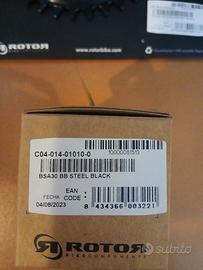 ROTOR
www.rotorbike.com
C04-014-01010-0
10000081513
BSA30 BB STEEL BLACK
FECHA
04/08/2023
EAN
CODE :
8 434366 003221
ROTOR
BIKE COMPONENTS
subito